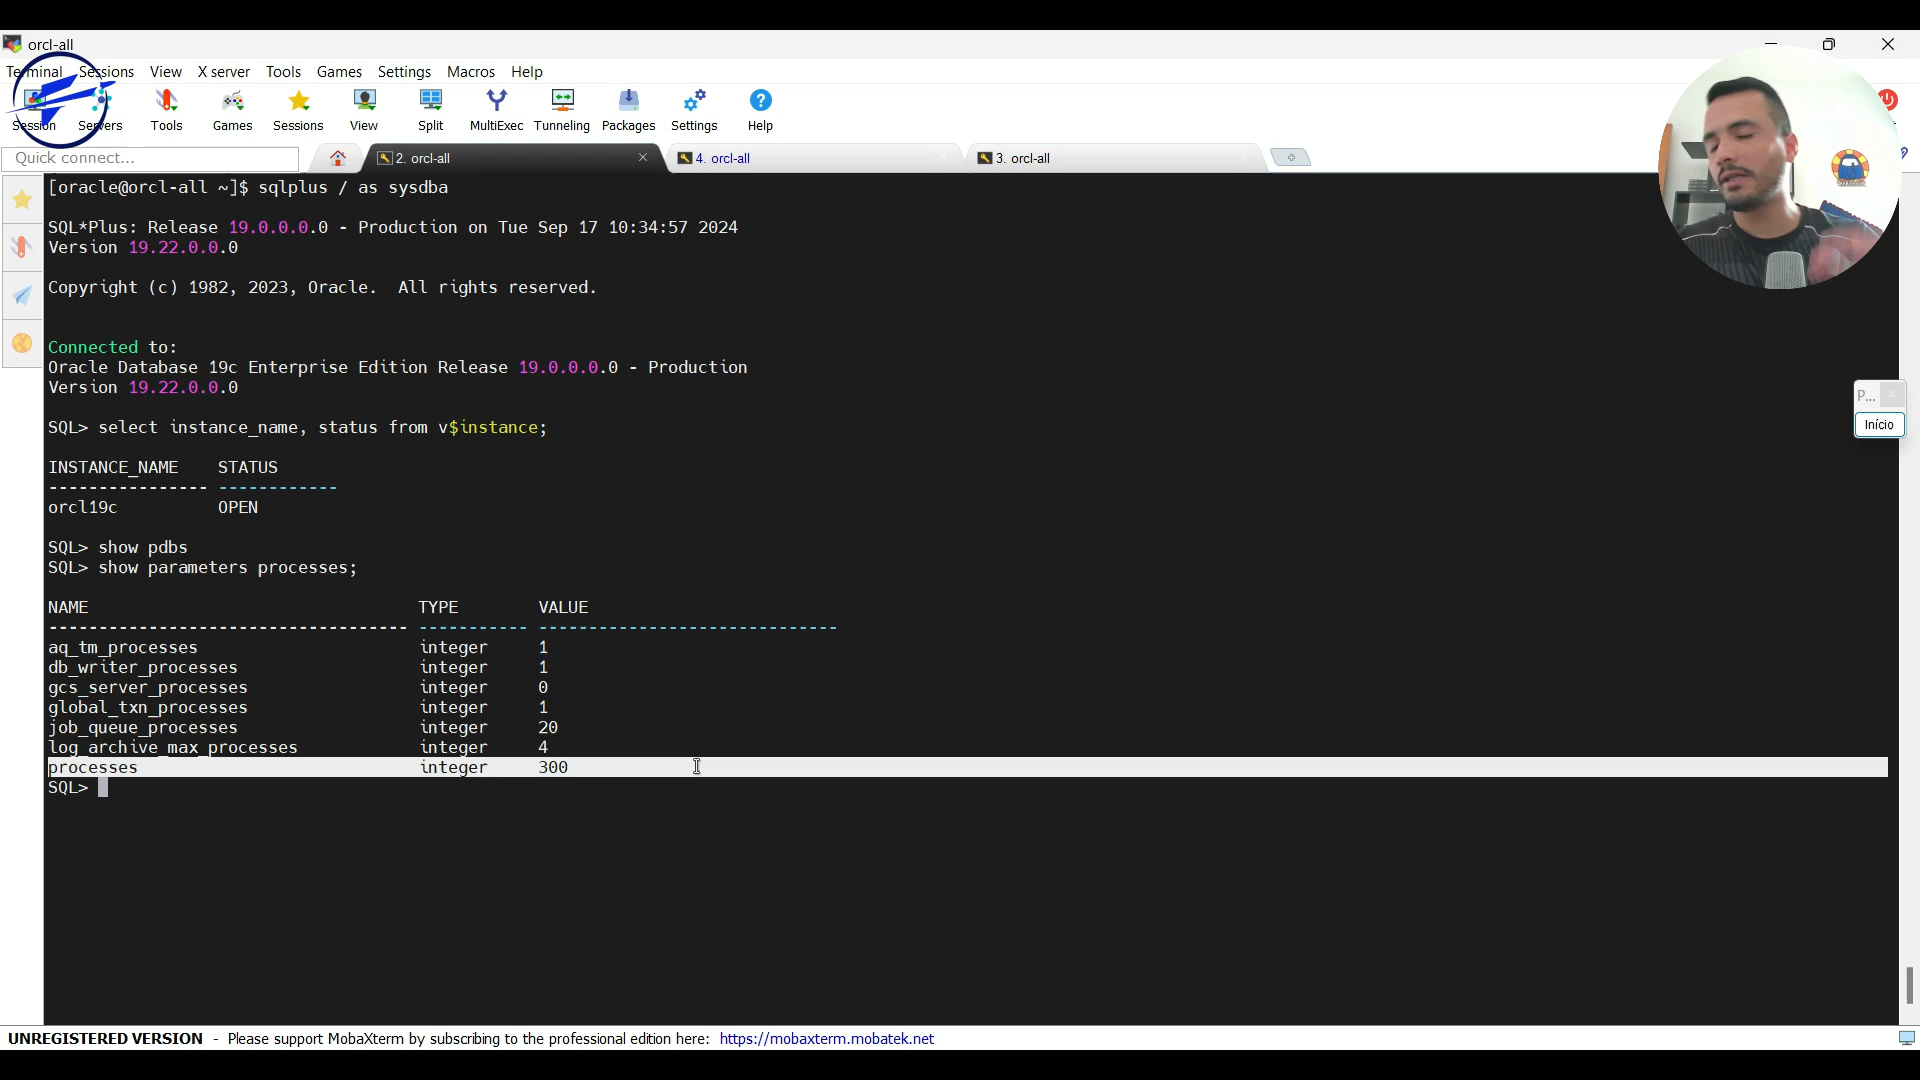 orcl-all
Terminal Sessions View X server Tools Games Settings Macros Help
Session Servers Tools Games Sessions View Split MultiExec Tunneling Packages Settings Help
Quick connect...
2. orcl-all
4. orcl-all
3. orcl-all
[oracle@orcl-all ~]$ sqlplus / as sysdba
SQL*Plus: Release 19.0.0.0.0 - Production on Tue Sep 17 10:34:57 2024
Version 19.22.0.0.0
Copyright (c) 1982, 2023, Oracle.  All rights reserved.
Connected to:
Oracle Database 19c Enterprise Edition Release 19.0.0.0.0 - Production
Version 19.22.0.0.0
SQL> select instance_name, status from v$instance;
INSTANCE_NAME    STATUS
---------------- ------------
orcl19c          OPEN
SQL> show pdbs
SQL> show parameters processes;
NAME                                 TYPE        VALUE
------------------------------------ ----------- ------------------------------
aq_tm_processes                      integer     1
db_writer_processes                  integer     1
gcs_server_processes                 integer     0
global_txn_processes                 integer     1
job_queue_processes                  integer     20
log_archive_max_processes            integer     4
processes                            integer     300
SQL>
P...
Início
UNREGISTERED VERSION - Please support MobaXterm by subscribing to the professional edition here: https://mobaxterm.mobatek.net